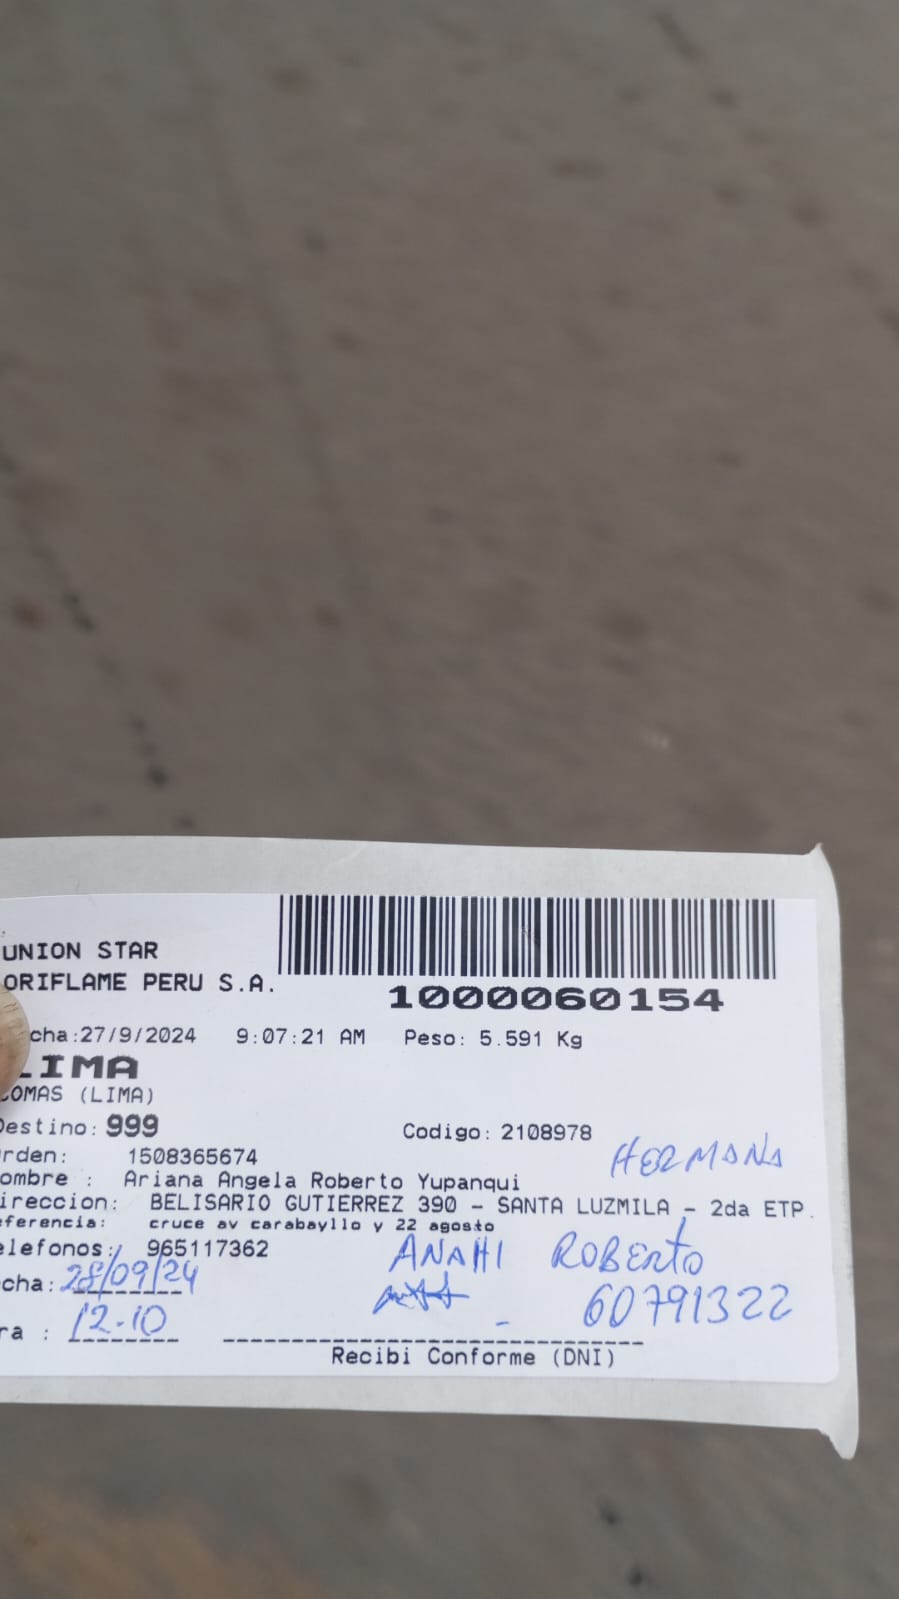 UNION STAR
ORIFLAME PERU S.A.
1000060154
cha:27/9/2024 9:07:21 AM Peso: 5.591 Kg
LIMA
COMAS (LIMA)
Destino: 999 Codigo: 2108978
rden: 1508365674 HERMANA
ombre : Ariana Angela Roberto Yupanqui
ireccion: BELISARIO GUTIERREZ 390 - SANTA LUZMILA - 2da ETP.
eferencia: cruce av carabayllo y 22 agosto
elefonos: 965117362 ANAHI ROBERTO
cha: 28/09/24 60791322
ra : 12.10
Recibi Conforme (DNI)